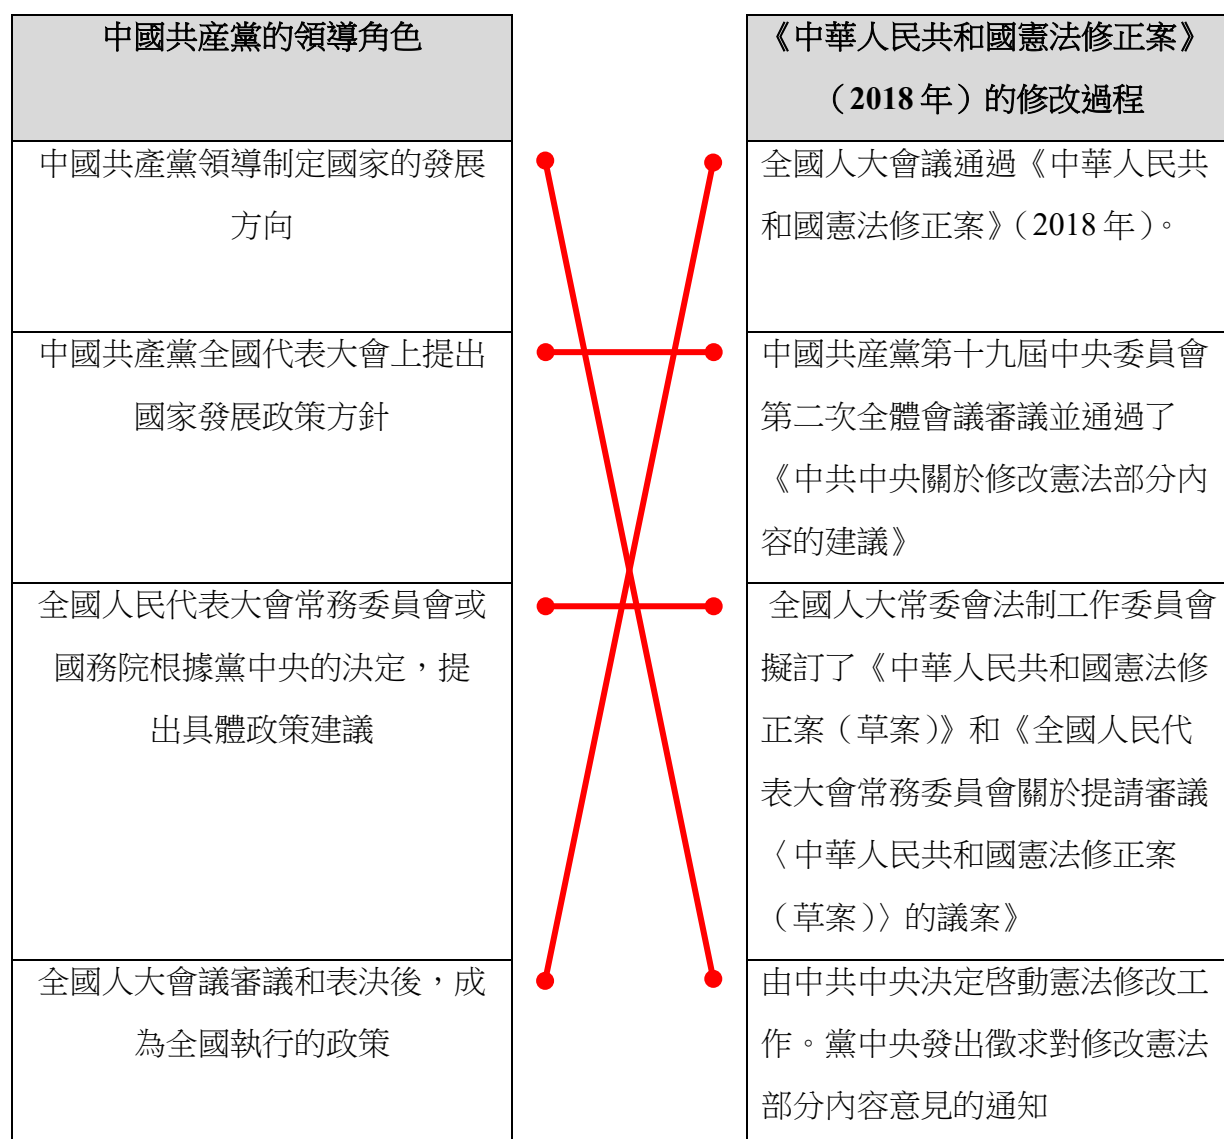 中國共産黨的領導角色
《中華人民共和國憲法修正案》
（2018 年）的修改過程
中國共產黨領導制定國家的發展
方向
全國人大會議通過《中華人民共
和國憲法修正案》（2018 年）。
中國共產黨全國代表大會上提出
國家發展政策方針
中國共産黨第十九屆中央委員會
第二次全體會議審議並通過了
《中共中央關於修改憲法部分內
容的建議》
全國人民代表大會常務委員會或
國務院根據黨中央的決定，提
出具體政策建議
全國人大常委會法制工作委員會
擬訂了《中華人民共和國憲法修
正案（草案）》和《全國人民代
表大會常務委員會關於提請審議
〈中華人民共和國憲法修正案
（草案）〉的議案》
全國人大會議審議和表決後，成
為全國執行的政策
由中共中央決定啓動憲法修改工
作。黨中央發出徵求對修改憲法
部分內容意見的通知